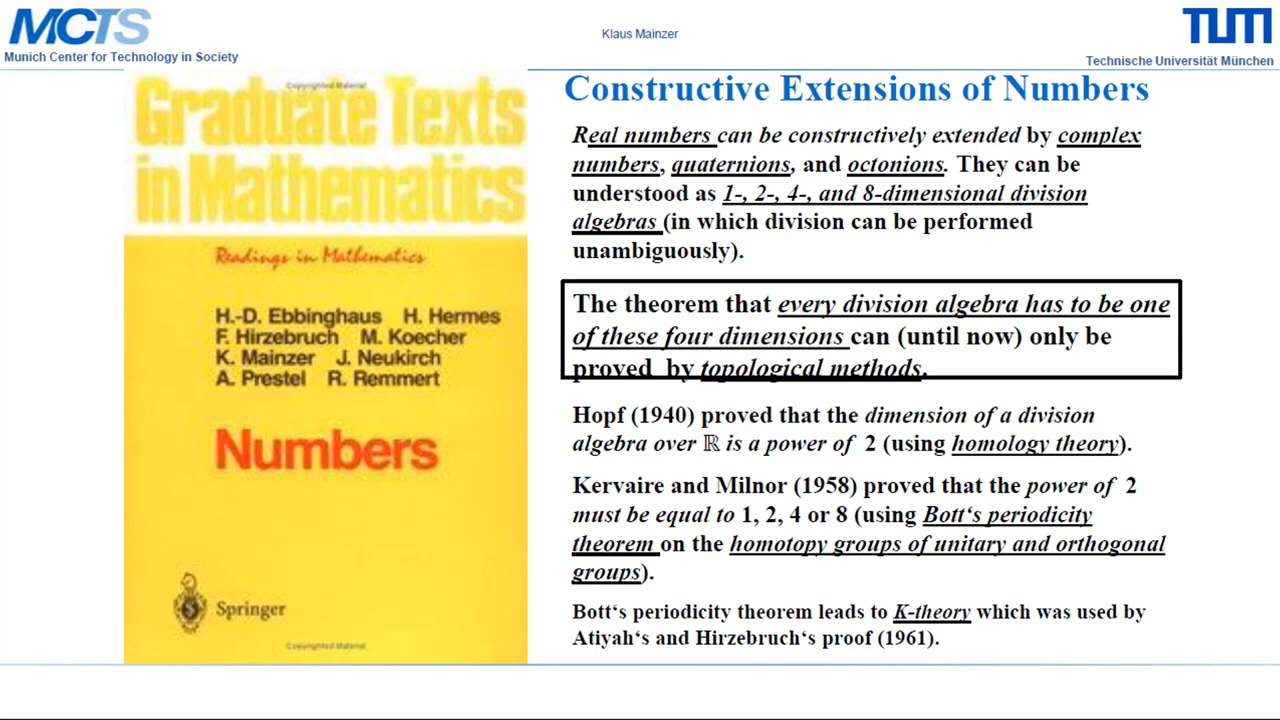 MCTS
Munich Center for Technology in Society
Klaus Mainzer
TUM
Technische Universität München
Copyrighted Material
Graduate Texts
in Mathematics
Readings in Mathematics
H.-D. Ebbinghaus H. Hermes
F. Hirzebruch M. Koecher
K. Mainzer J. Neukirch
A. Prestel R. Remmert
Numbers
Springer
Copyrighted Material
Constructive Extensions of Numbers
Real numbers can be constructively extended by complex
numbers, quaternions, and octonions. They can be
understood as 1-, 2-, 4-, and 8-dimensional division
algebras (in which division can be performed
unambiguously).
The theorem that every division algebra has to be one
of these four dimensions can (until now) only be
proved by topological methods.
Hopf (1940) proved that the dimension of a division
algebra over ℝ is a power of 2 (using homology theory).
Kervaire and Milnor (1958) proved that the power of 2
must be equal to 1, 2, 4 or 8 (using Bott‘s periodicity
theorem on the homotopy groups of unitary and orthogonal
groups).
Bott‘s periodicity theorem leads to K-theory which was used by
Atiyah‘s and Hirzebruch‘s proof (1961).